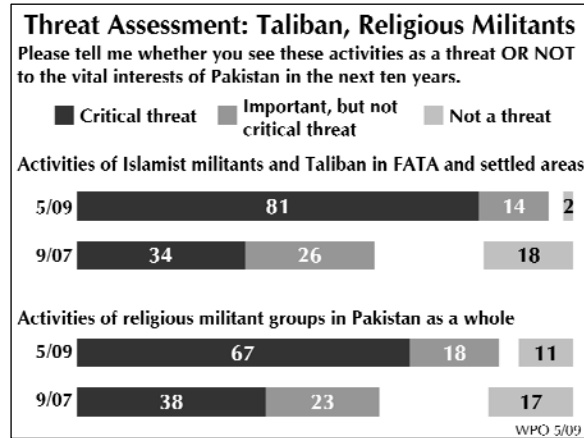 Threat Assessment: Taliban, Religious Militants
Please tell me whether you see these activities as a threat OR NOT
to the vital interests of Pakistan in the next ten years.
Critical threat
Important, but not
critical threat
Not a threat
Activities of Islamist militants and Taliban in FATA and settled areas
5/09 81 14 2
9/07 34 26 18
Activities of religious militant groups in Pakistan as a whole
5/09 67 18 11
9/07 38 23 17
WPO 5/09